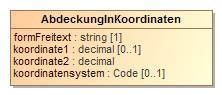 AbdeckungInKoordinaten
formFreitext : string [1]
koordinate1 : decimal [0..1]
koordinate2 : decimal
koordinatensystem : Code [0..1]